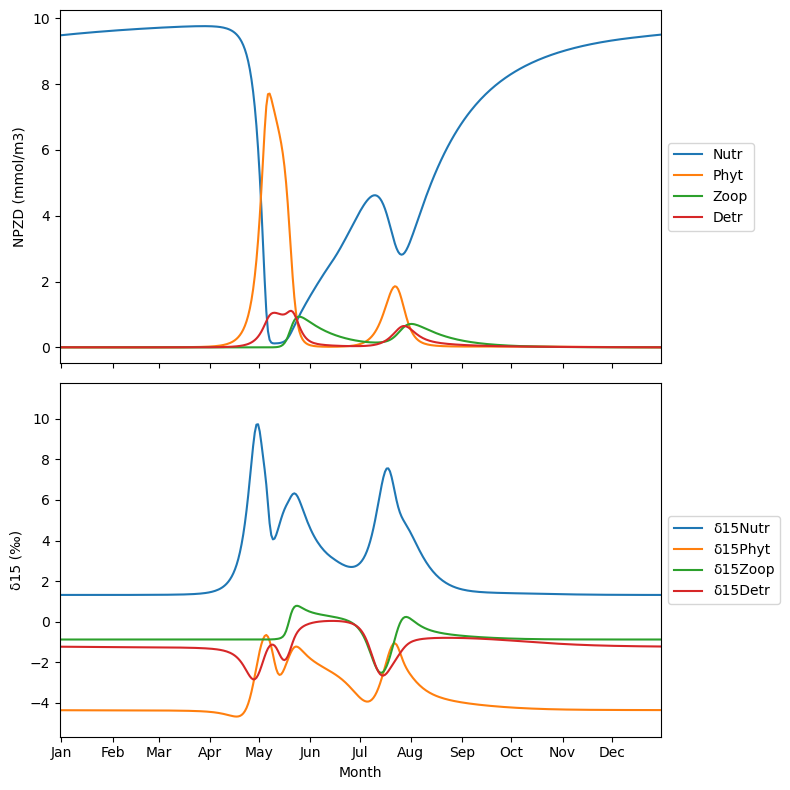 10
8
6
4
2
0
NPZD (mmol/m3)
Nutr
Phyt
Zoop
Detr
10
8
6
4
2
0
−2
−4
δ15 (‰)
δ15Nutr
δ15Phyt
δ15Zoop
δ15Detr
Jan Feb Mar Apr May Jun Jul Aug Sep Oct Nov Dec
Month